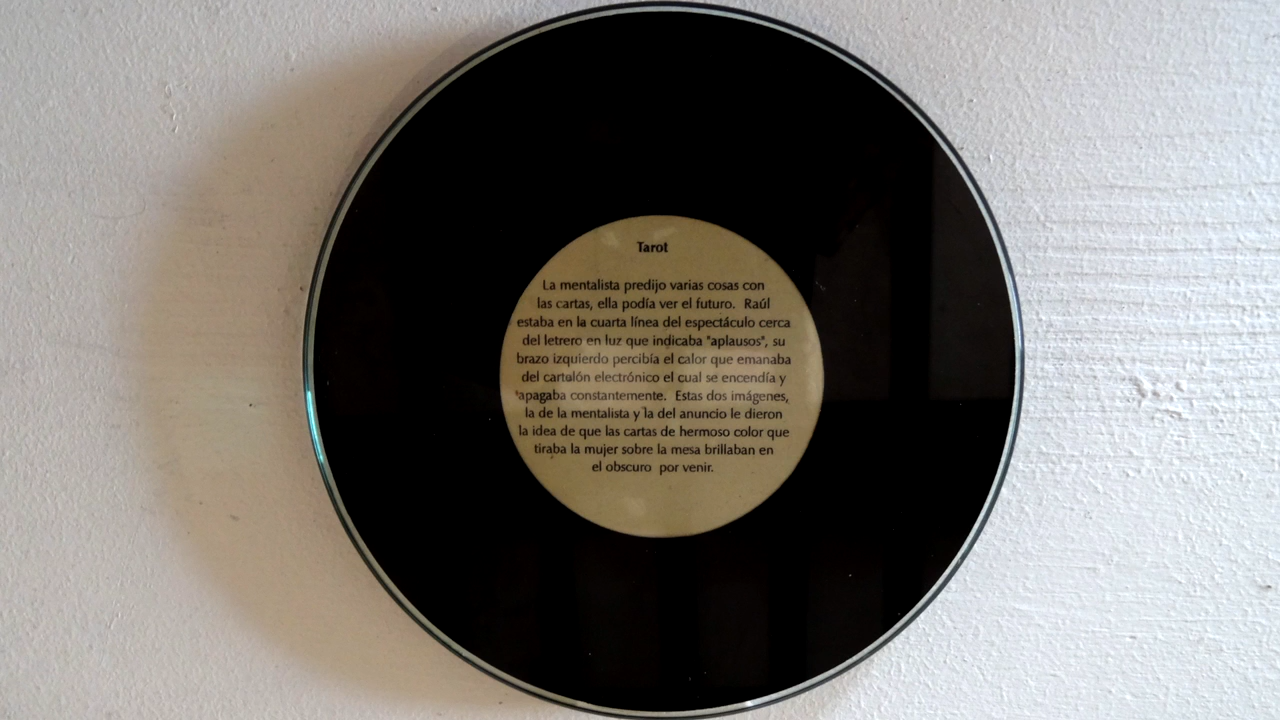 Tarot
La mentalista predijo varias cosas con
las cartas, ella podía ver el futuro.  Raúl
estaba en la cuarta línea del espectáculo cerca
del letrero en luz que indicaba "aplausos", su
brazo izquierdo percibía el calor que emanaba
del cartolón electrónico el cual se encendía y
apagaba constantemente.  Estas dos imágenes,
la de la mentalista y la del anuncio le dieron
la idea de que las cartas de hermoso color que
tiraba la mujer sobre la mesa brillaban en
el obscuro  por venir.